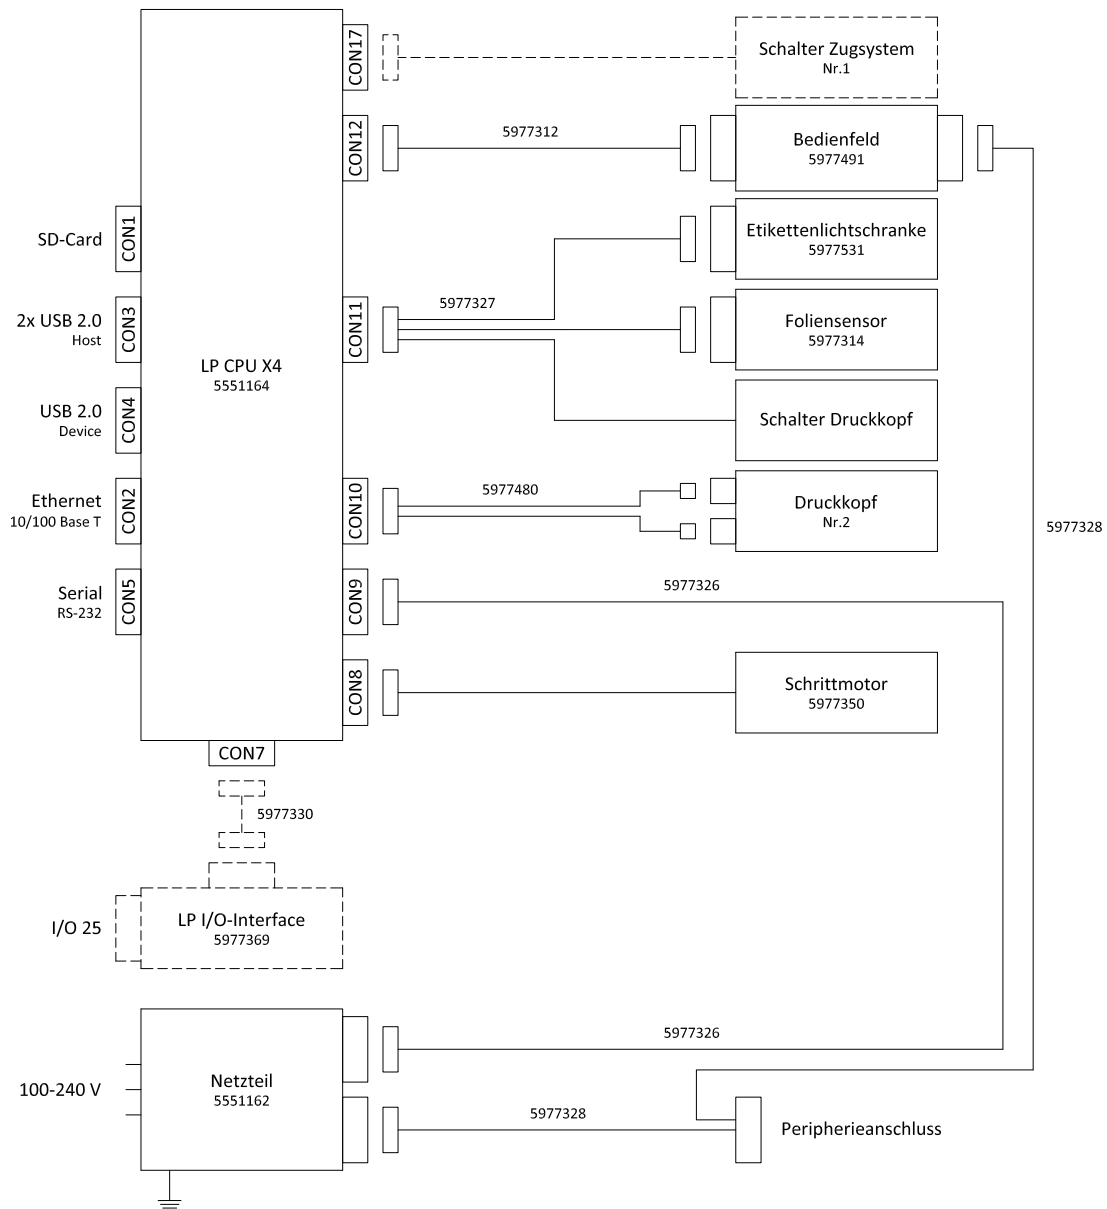 CON17
Schalter Zugsystem
Nr.1
CON12
5977312
Bedienfeld
5977491
SD-Card
CON1
Etikettenlichtschranke
5977531
2x USB 2.0
Host
CON3
LP CPU X4
5551164
CON11
5977327
Foliensensor
5977314
USB 2.0
Device
CON4
Schalter Druckkopf
Ethernet
10/100 Base T
CON2
CON10
5977480
Druckkopf
Nr.2
5977328
Serial
RS-232
CON5
CON9
5977326
CON8
Schrittmotor
5977350
CON7
5977330
I/O 25
LP I/O-Interface
5977369
100-240 V
Netzteil
5551162
5977326
5977328
Peripherieanschluss